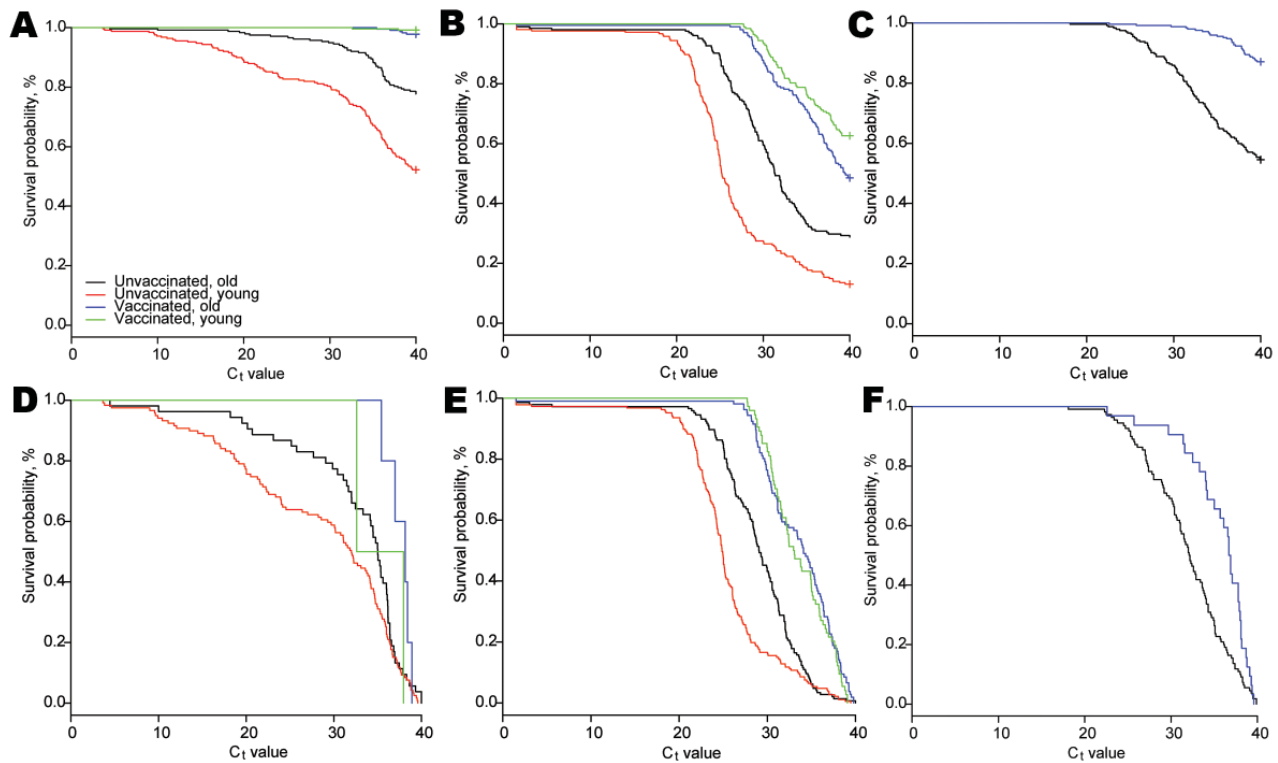 A
Survival probability, %
1.0
0.8
0.6
0.4
0.2
0.0
Unvaccinated, old
Unvaccinated, young
Vaccinated, old
Vaccinated, young
0 10 20 30 40
Ct value
B
Survival probability, %
1.0
0.8
0.6
0.4
0.2
0.0
0 10 20 30 40
Ct value
C
Survival probability, %
1.0
0.8
0.6
0.4
0.2
0.0
0 10 20 30 40
Ct value
D
Survival probability, %
1.0
0.8
0.6
0.4
0.2
0.0
0 10 20 30 40
Ct value
E
Survival probability, %
1.0
0.8
0.6
0.4
0.2
0.0
0 10 20 30 40
Ct value
F
Survival probability, %
1.0
0.8
0.6
0.4
0.2
0.0
0 10 20 30 40
Ct value